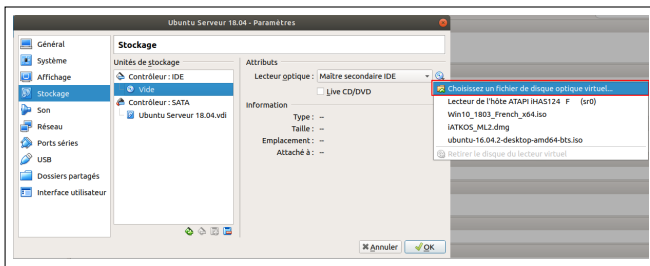 Ubuntu Serveur 18.04 - Paramètres
Général
Système
Affichage
Stockage
Son
Réseau
Ports séries
USB
Dossiers partagés
Interface utilisateur
Stockage
Unités de stockage
Contrôleur : IDE
Vide
Contrôleur : SATA
Ubuntu Serveur 18.04.vdi
Attributs
Lecteur optique : Maître secondaire IDE
Live CD/DVD
Information
Type : --
Taille : --
Emplacement : --
Attaché à : --
Choisissez un fichier de disque optique virtuel...
Lecteur de l'hôte ATAPI iHAS124 F (sr0)
Win10_1803_French_x64.iso
iATKOS_ML2.dmg
ubuntu-16.04.2-desktop-amd64-bts.iso
Retirer le disque du lecteur virtuel
Annuler
OK